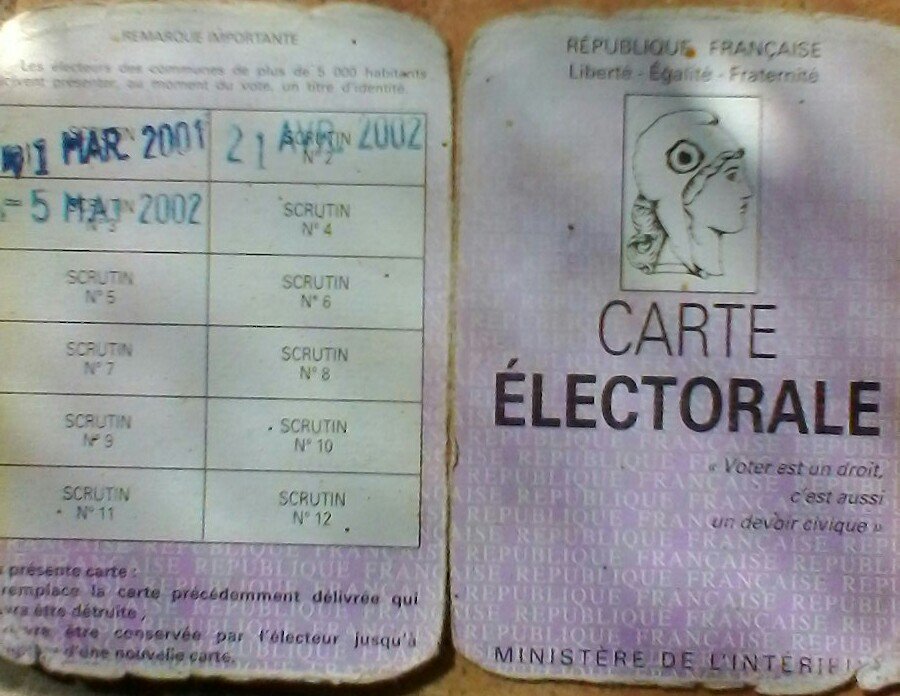 REMARQUE IMPORTANTE
Les électeurs des communes de plus de 5 000 habitants
doivent présenter, au moment du vote, un titre d'identité.
1 MAR. 2001
21 AVR. 2002
SCRUTIN
N° 2
- 5 MAI 2002
N° 3
SCRUTIN
N° 4
SCRUTIN
N° 5
SCRUTIN
N° 6
SCRUTIN
N° 7
SCRUTIN
N° 8
SCRUTIN
N° 9
SCRUTIN
N° 10
SCRUTIN
N° 11
SCRUTIN
N° 12
présente carte :
remplace la carte précédemment délivrée qui
être détruite ;
être conservée par l'électeur jusqu'à
d'une nouvelle carte.
RÉPUBLIQUE FRANÇAISE
Liberté - Égalité - Fraternité
CARTE
ÉLECTORALE
« Voter est un droit,
c'est aussi
un devoir civique »
MINISTÈRE DE L'INTÉRIEUR